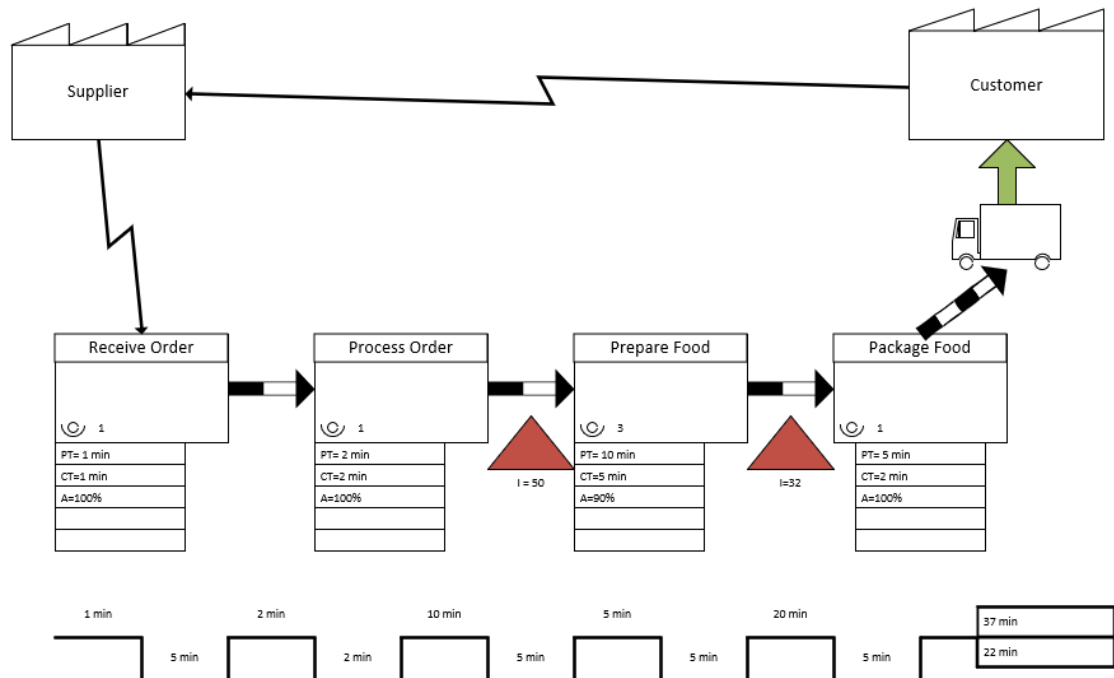 Supplier
Customer
Receive Order
Process Order
Prepare Food
Package Food
1
1
3
1
PT= 1 min
PT= 2 min
PT= 10 min
PT= 5 min
CT=1 min
CT=2 min
CT=5 min
CT=2 min
A=100%
A=100%
A=90%
A=100%
I = 50
I=32
1 min
2 min
10 min
5 min
20 min
37 min
5 min
2 min
5 min
5 min
5 min
22 min